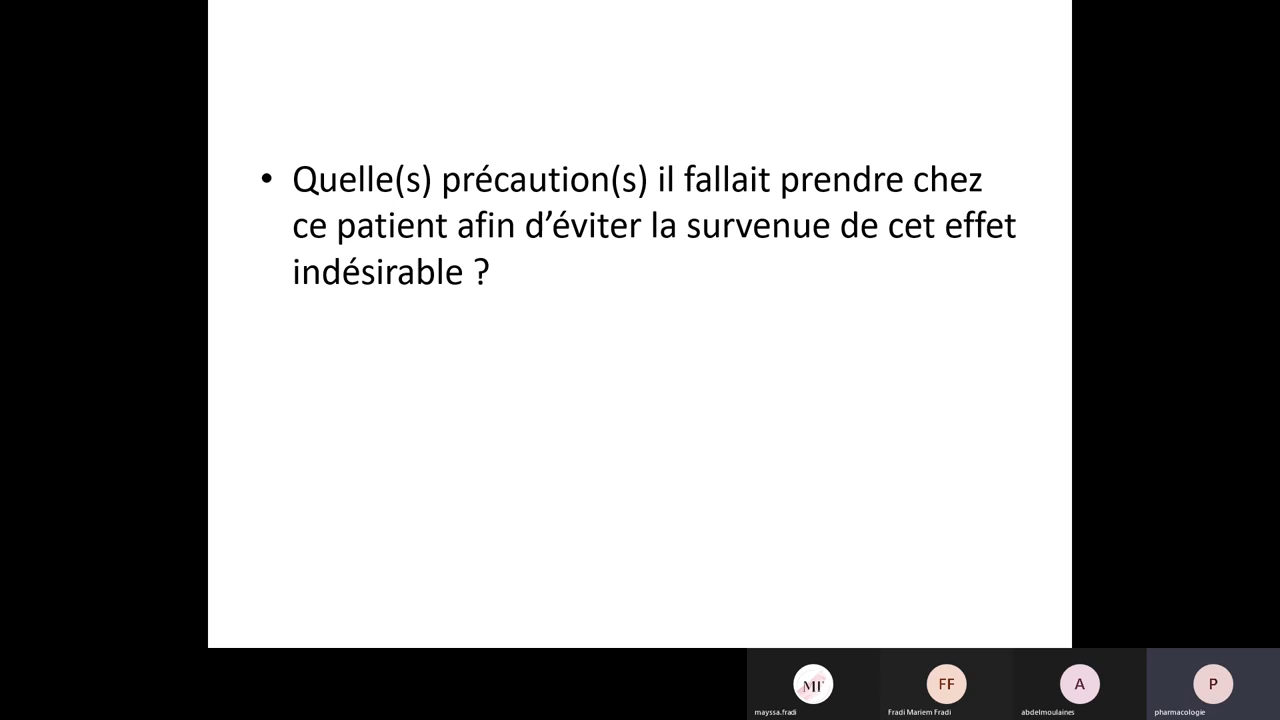 • Quelle(s) précaution(s) il fallait prendre chez
ce patient afin d’éviter la survenue de cet effet
indésirable ?
MF
FF
A
P
mayssa.fradi
Fradi Mariem Fradi
abdelmoulaines
pharmacologie